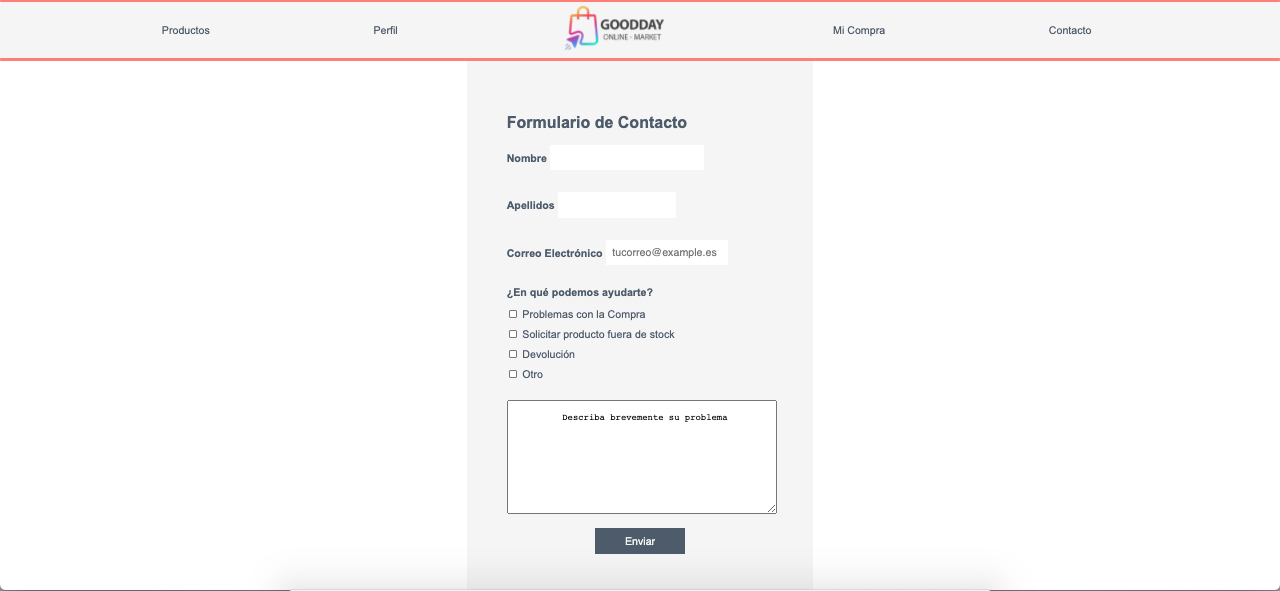 Productos
Perfil
GOODDAY
ONLINE - MARKET
Mi Compra
Contacto
Formulario de Contacto
Nombre
Apellidos
Correo Electrónico tucorreo@example.es
¿En qué podemos ayudarte?
Problemas con la Compra
Solicitar producto fuera de stock
Devolución
Otro
Describa brevemente su problema
Enviar